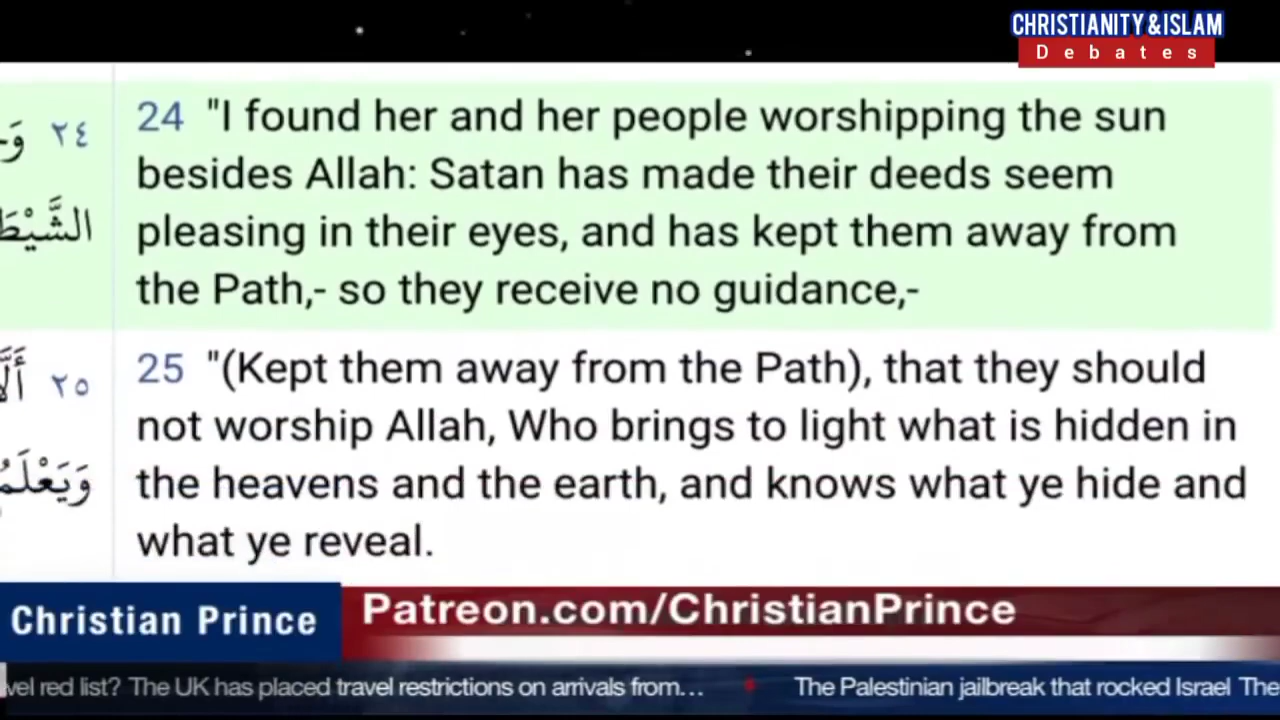 CHRISTIANITY & ISLAM
Debates
٢٤
24 "I found her and her people worshipping the sun
besides Allah: Satan has made their deeds seem
pleasing in their eyes, and has kept them away from
the Path,- so they receive no guidance,-
٢٥
25 "(Kept them away from the Path), that they should
not worship Allah, Who brings to light what is hidden in
the heavens and the earth, and knows what ye hide and
what ye reveal.
Christian Prince
Patreon.com/ChristianPrince
red list? The UK has placed travel restrictions on arrivals from... The Palestinian jailbreak that rocked Israel The